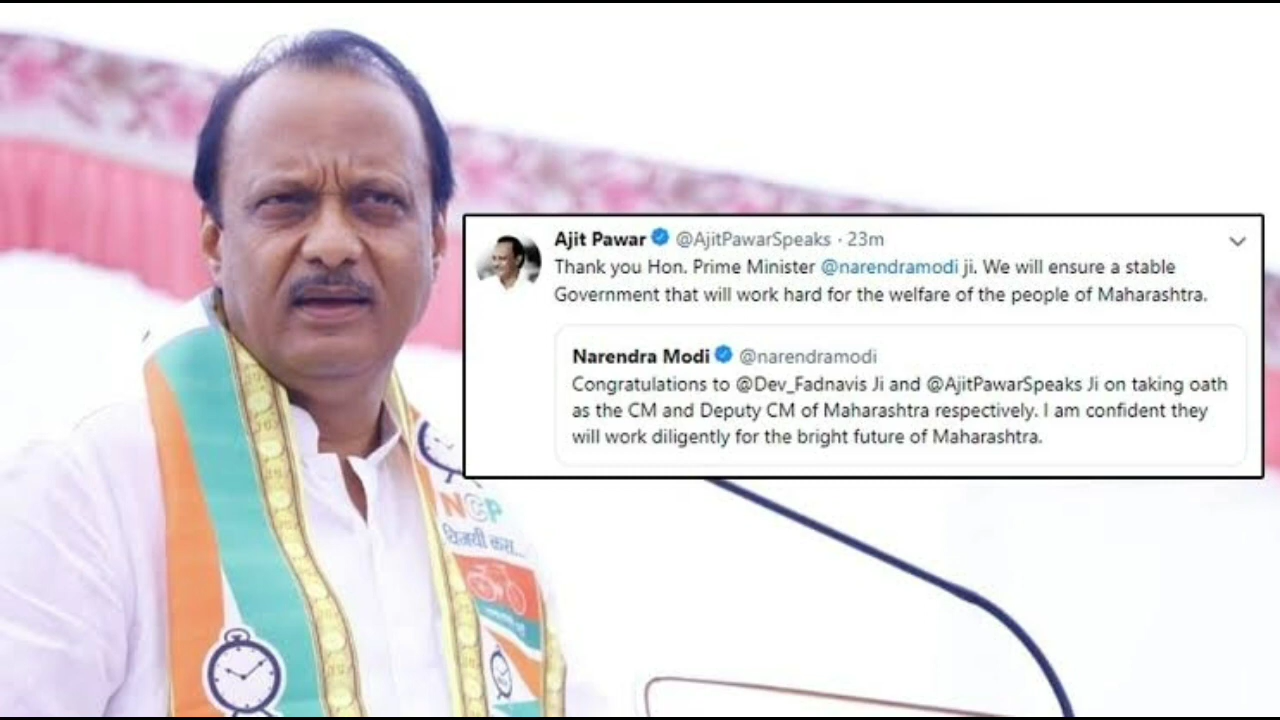 Ajit Pawar @AjitPawarSpeaks · 23m
Thank you Hon. Prime Minister @narendramodi ji. We will ensure a stable
Government that will work hard for the welfare of the people of Maharashtra.
Narendra Modi @narendramodi
Congratulations to @Dev_Fadnavis Ji and @AjitPawarSpeaks Ji on taking oath
as the CM and Deputy CM of Maharashtra respectively. I am confident they
will work diligently for the bright future of Maharashtra.
NCP
विजयी करा...